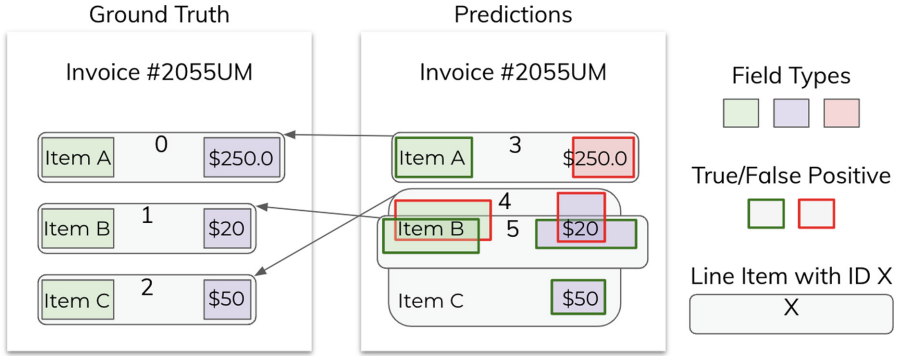 Ground Truth
Predictions
Invoice #2055UM
Invoice #2055UM
Field Types
0
Item A
$250.0
3
Item A
$250.0
True/False Positive
1
Item B
$20
4
5
Item B
$20
2
Item C
$50
Item C
$50
Line Item with ID X
X